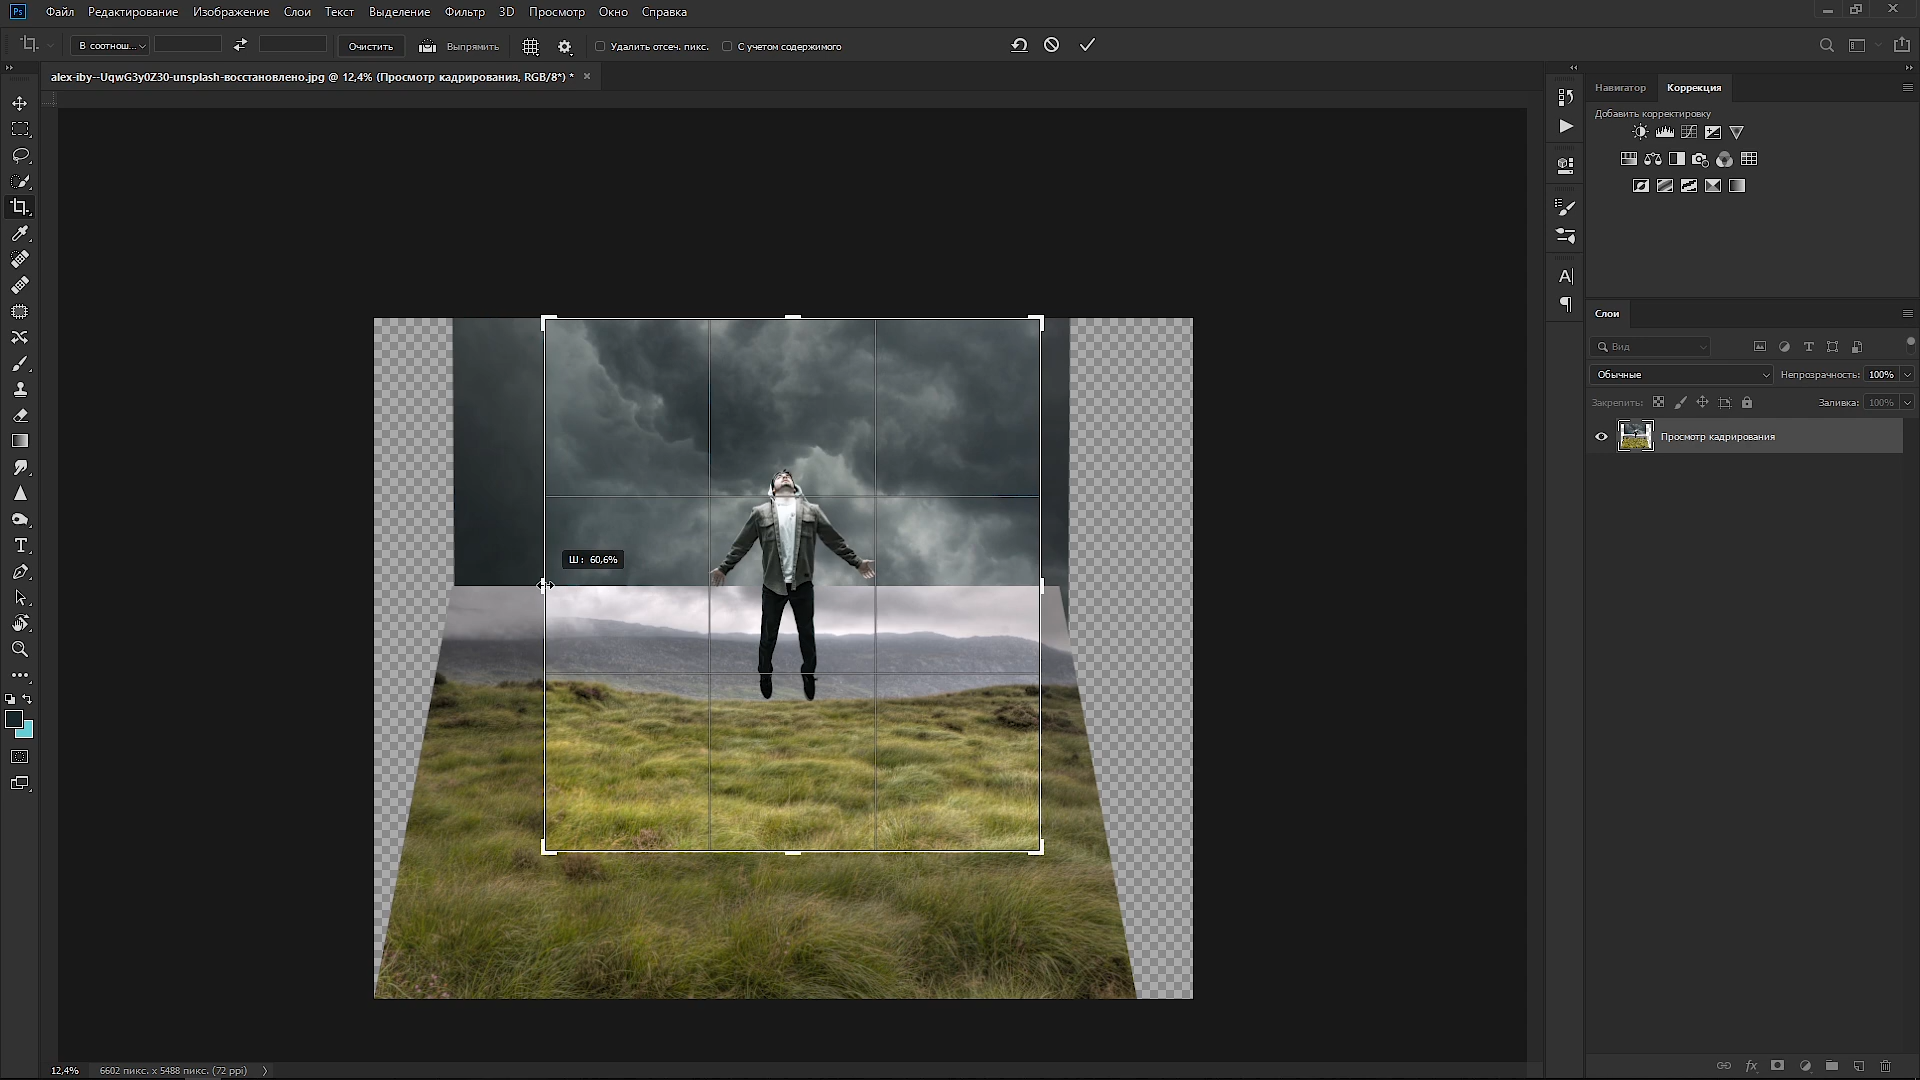 Ps Файл Редактирование Изображение Слои Текст Выделение Фильтр 3D Просмотр Окно Справка
В соотнош... Очистить Выпрямить Удалить отсеч. пикс. С учетом содержимого
alex-iby--UqwG3y0Z30-unsplash-восстановлено.jpg @ 12,4% (Просмотр кадрирования, RGB/8*) *
Навигатор Коррекция
Добавить корректировку
Слои
Вид
Обычные Непрозрачность: 100%
Закрепить: Заливка: 100%
Просмотр кадрирования
Ш: 60,6%
12,4% 6602 пикс. x 5488 пикс. (72 ppi)